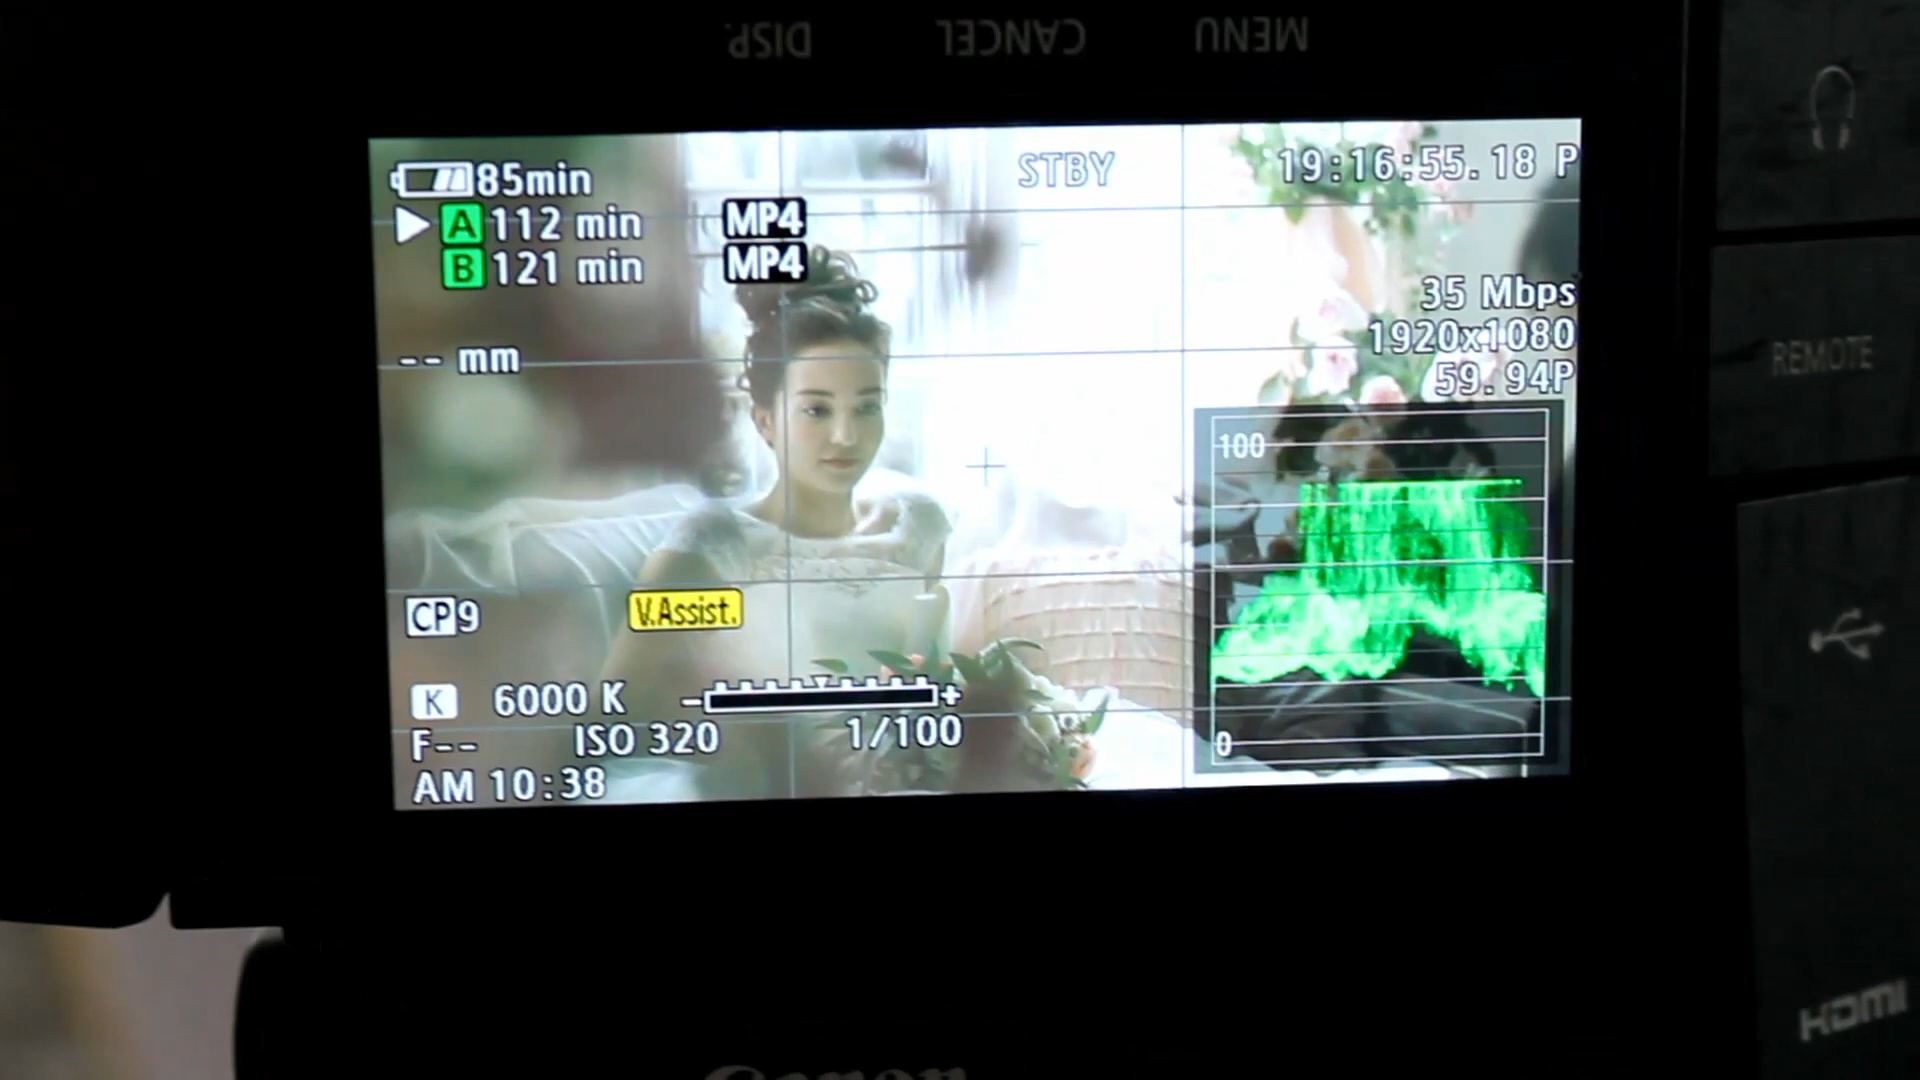 DISP. CANCEL MENU
85min STBY 19:16:55.18 P
A 112 min MP4
B 121 min MP4
35 Mbps
1920x1080
-- mm
59.94P
REMOTE
100
CP9 V.Assist.
K 6000 K - +
F-- ISO 320 1/100
0
AM 10:38
HDMI
Canon